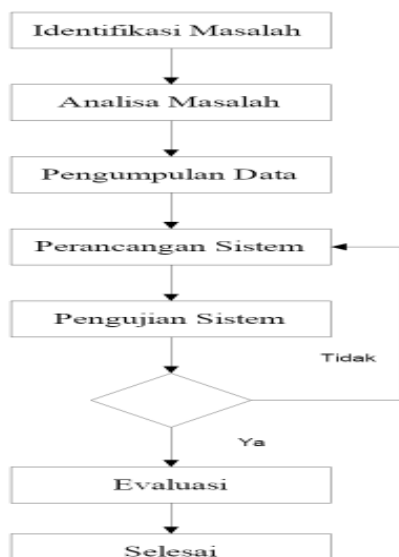 Identifikasi Masalah
Analisa Masalah
Pengumpulan Data
Perancangan Sistem
Pengujian Sistem
Tidak
Ya
Evaluasi
Selesai